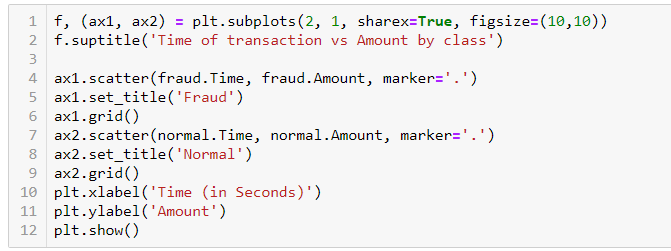 1 f, (ax1, ax2) = plt.subplots(2, 1, sharex=True, figsize=(10,10))
2 f.suptitle('Time of transaction vs Amount by class')
3
4 ax1.scatter(fraud.Time, fraud.Amount, marker='.')
5 ax1.set_title('Fraud')
6 ax1.grid()
7 ax2.scatter(normal.Time, normal.Amount, marker='.')
8 ax2.set_title('Normal')
9 ax2.grid()
10 plt.xlabel('Time (in Seconds)')
11 plt.ylabel('Amount')
12 plt.show()